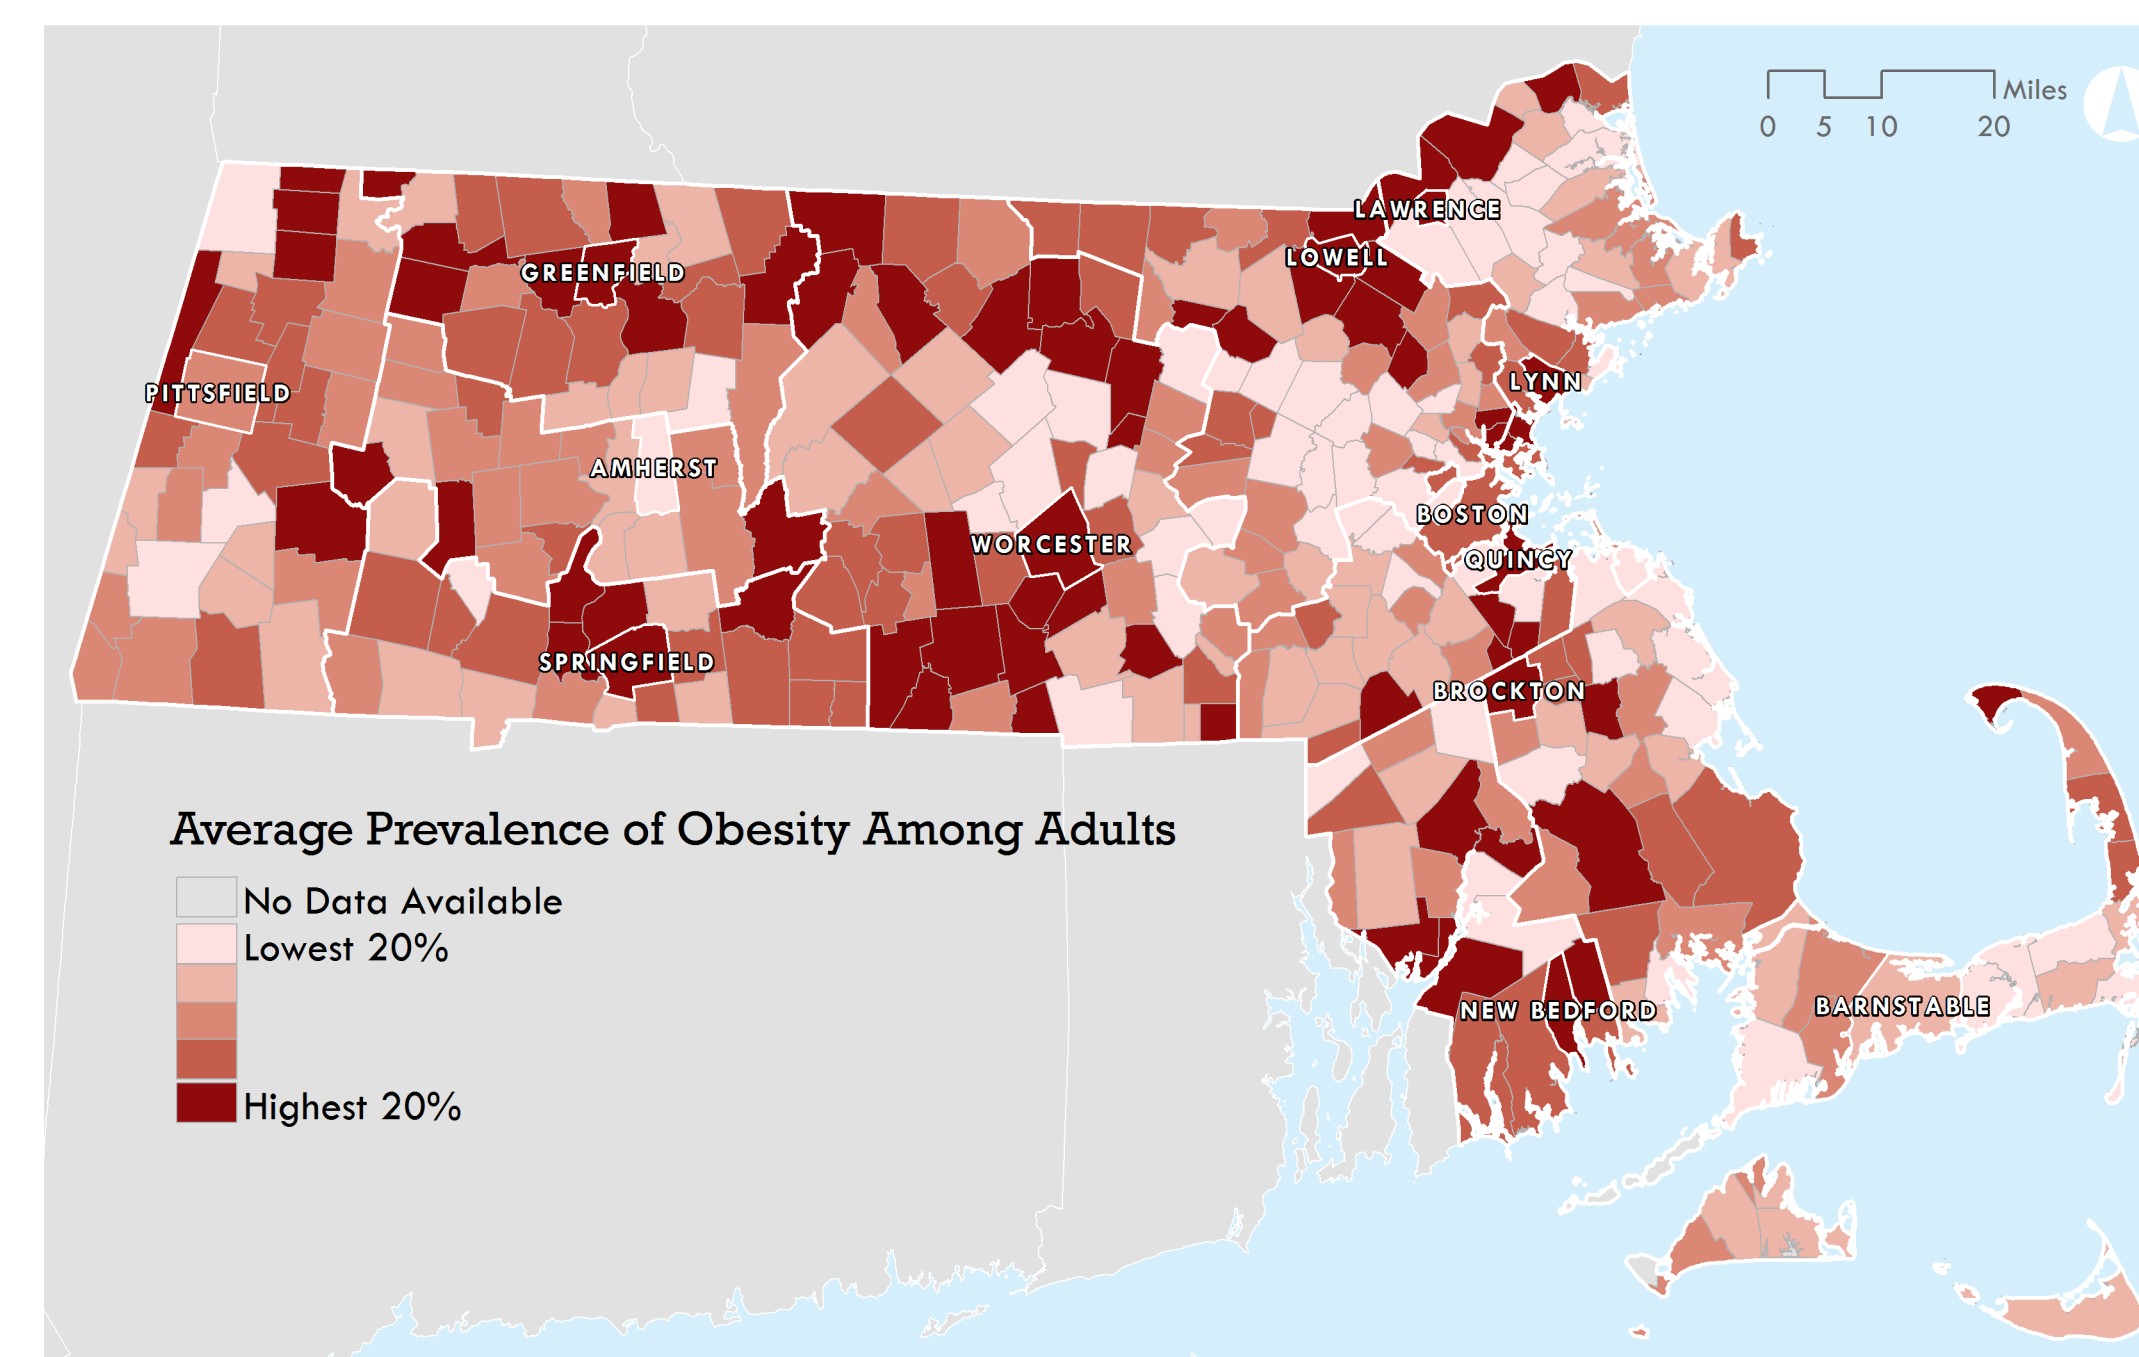 Miles
0 5 10 20
LAWRENCE
LOWELL
GREENFIELD
PITTSFIELD
LYNN
AMHERST
BOSTON
WORCESTER
QUINCY
SPRINGFIELD
BROCKTON
Average Prevalence of Obesity Among Adults
No Data Available
Lowest 20%
NEW BEDFORD
BARNSTABLE
Highest 20%